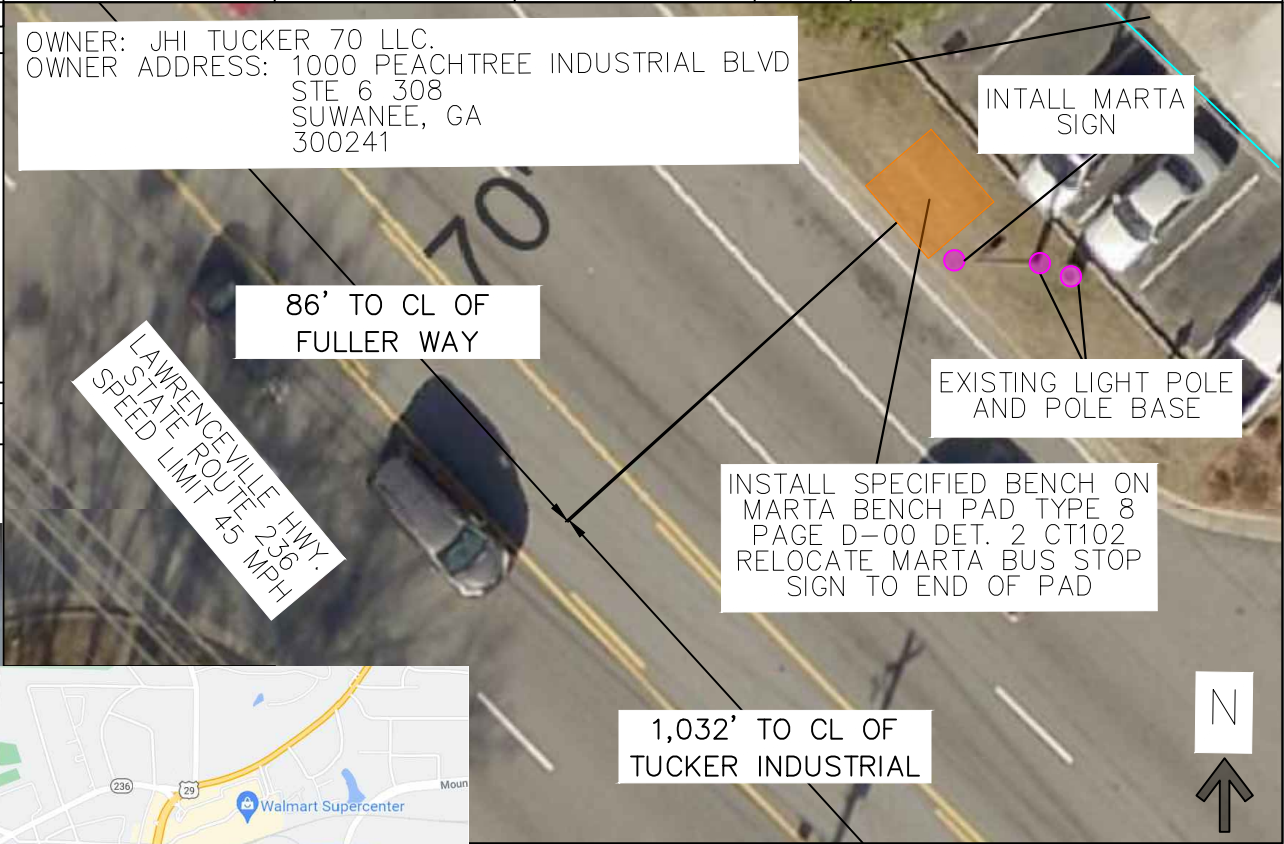 OWNER: JHI TUCKER 70 LLC.
OWNER ADDRESS: 1000 PEACHTREE INDUSTRIAL BLVD
STE 6 308
SUWANEE, GA
300241
INTALL MARTA
SIGN
70'
86' TO CL OF
FULLER WAY
LAWRENCEVILLE HWY.
STATE ROUTE 236
SPEED LIMIT 45 MPH
EXISTING LIGHT POLE
AND POLE BASE
INSTALL SPECIFIED BENCH ON
MARTA BENCH PAD TYPE 8
PAGE D-00 DET. 2 CT102
RELOCATE MARTA BUS STOP
SIGN TO END OF PAD
1,032' TO CL OF
TUCKER INDUSTRIAL
N
236
29
Walmart Supercenter
Moun